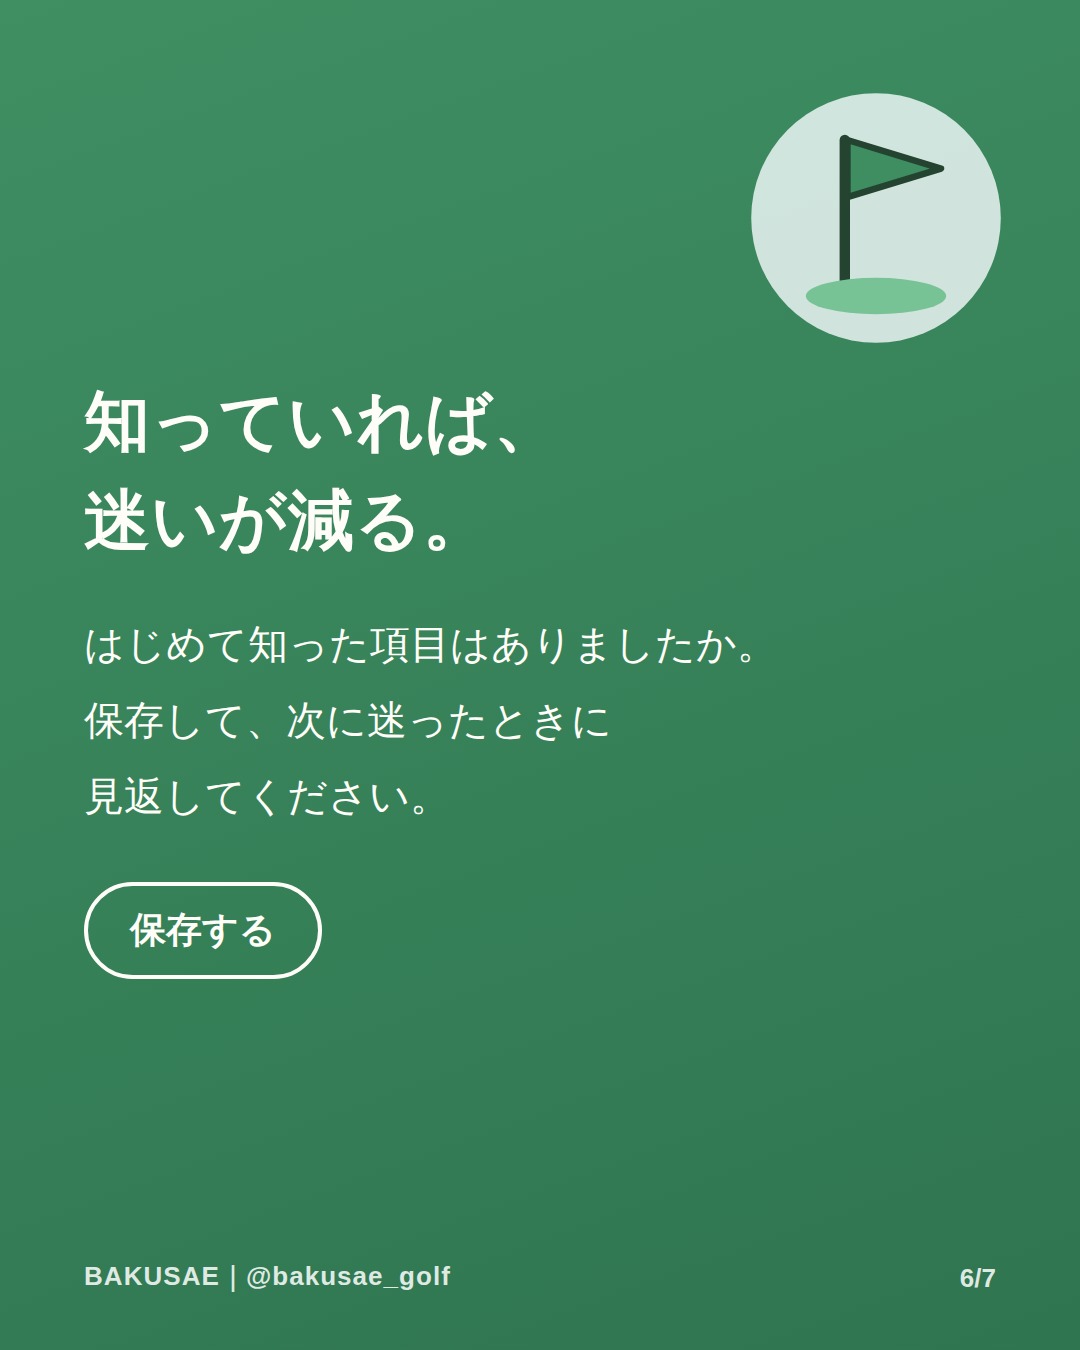 知っていれば、
迷いが減る。
はじめて知った項目はありましたか。
保存して、次に迷ったときに
見返してください。
保存する
BAKUSAE｜@bakusae_golf
6/7